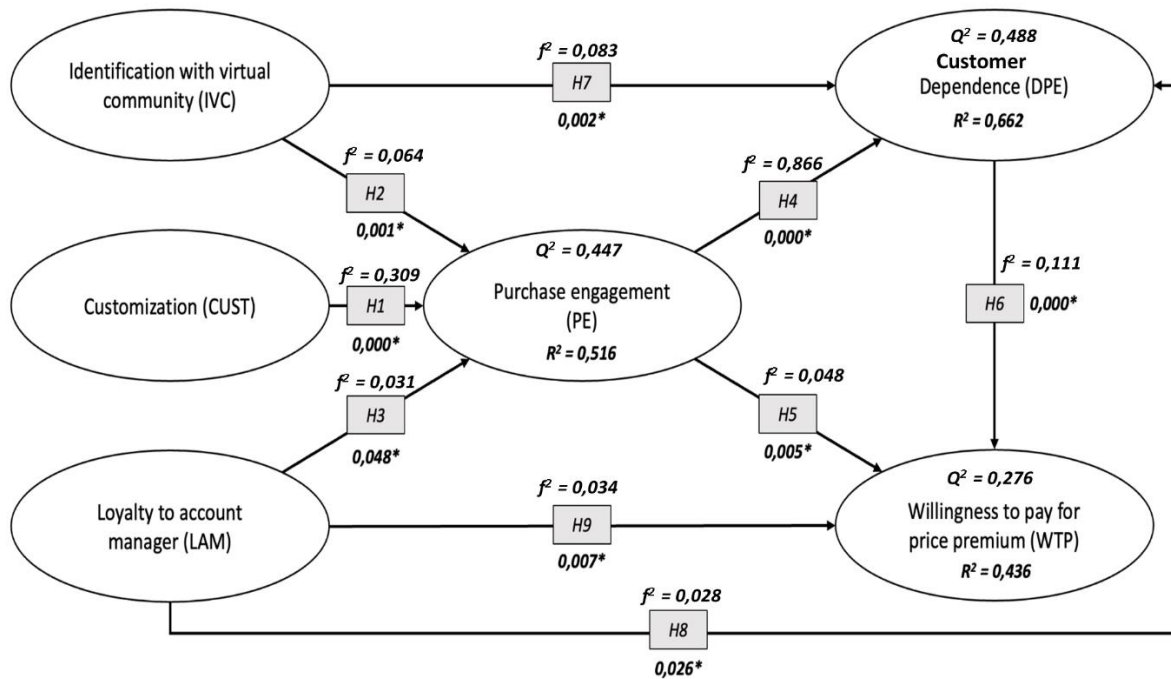 Identification with virtual
community (IVC)
f² = 0,083
H7
0,002*
Q² = 0,488
Customer
Dependence (DPE)
R² = 0,662
f² = 0,064
H2
0,001*
f² = 0,866
H4
0,000*
Customization (CUST)
f² = 0,309
H1
0,000*
Q² = 0,447
Purchase engagement
(PE)
R² = 0,516
f² = 0,111
H6
0,000*
f² = 0,031
H3
0,048*
f² = 0,048
H5
0,005*
Loyalty to account
manager (LAM)
f² = 0,034
H9
0,007*
Q² = 0,276
Willingness to pay for
price premium (WTP)
R² = 0,436
f² = 0,028
H8
0,026*